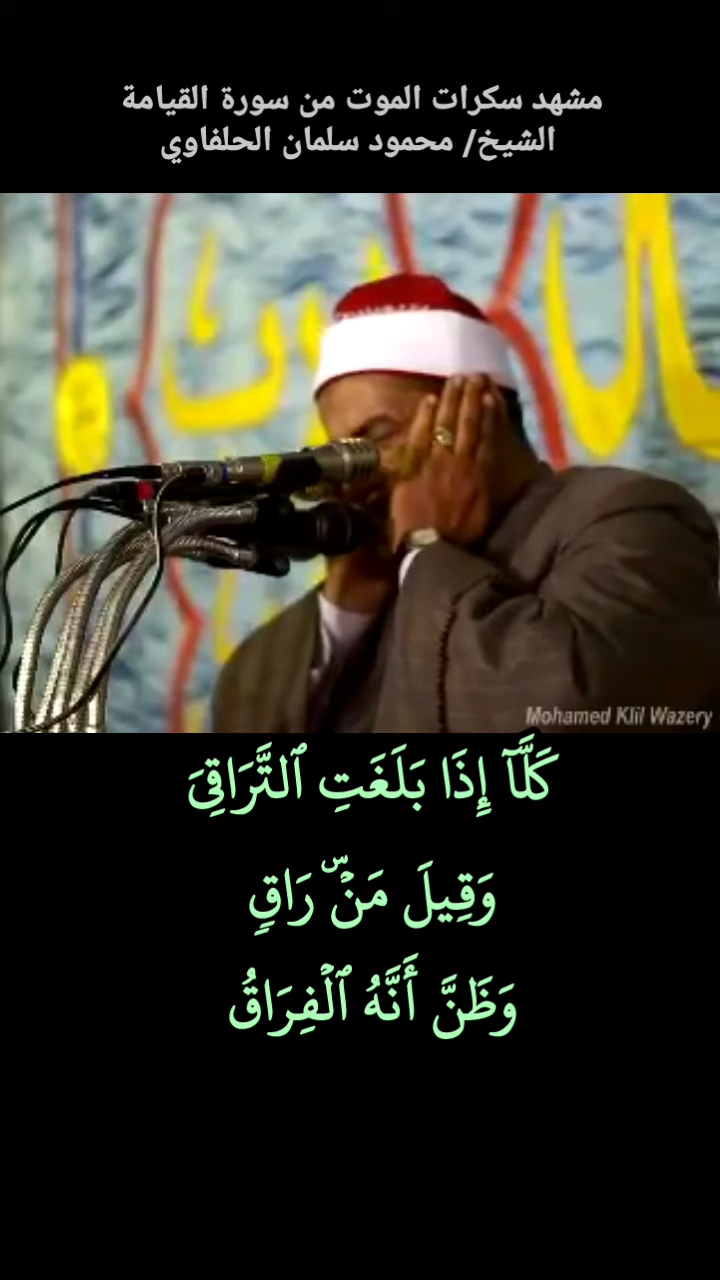 مشهد سكرات الموت من سورة القيامة
الشيخ/ محمود سلمان الحلفاوي
Mohamed Klil Wazery
كَلَّآ إِذَا بَلَغَتِ ٱلتَّرَاقِيَ
وَقِيلَ مَنْۜ رَاقٍ
وَظَنَّ أَنَّهُ ٱلْفِرَاقُ